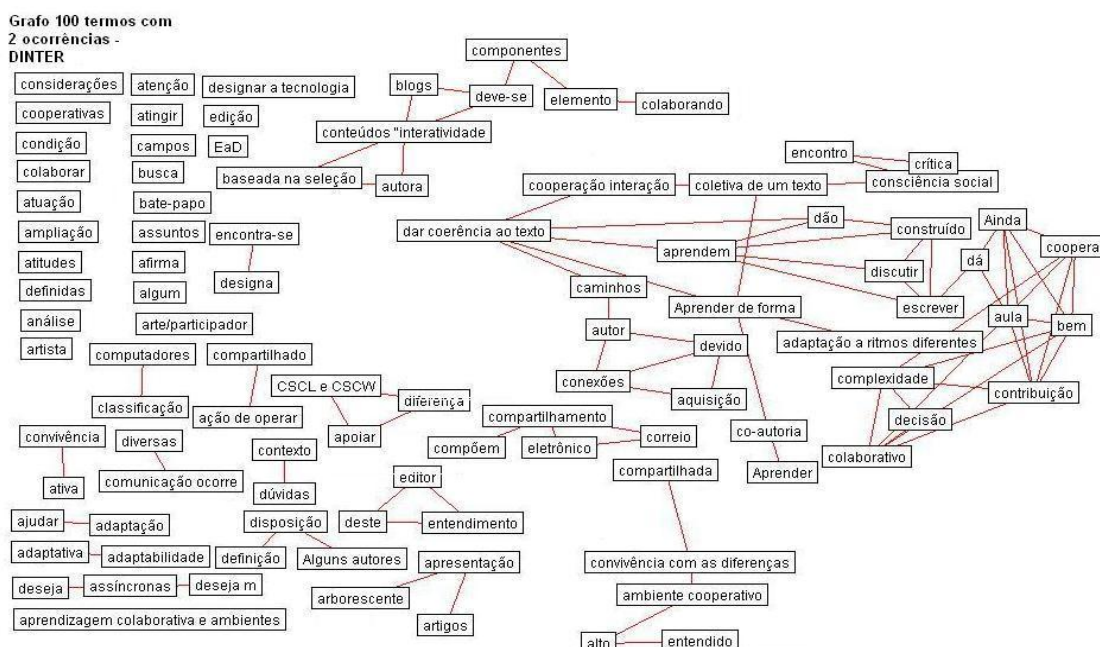 Grafo 100 termos com
2 ocorrências -
DINTER
componentes
considerações
atenção
designar a tecnologia
blogs
deve-se
elemento
colaborando
cooperativas
atingir
edição
conteúdos "interatividade
condição
campos
EaD
encontro
crítica
colaborar
busca
baseada na seleção
autora
cooperação interação
coletiva de um texto
consciência social
atuação
bate-papo
dão
Ainda
ampliação
assuntos
encontra-se
dar coerência ao texto
construído
aprendem
coopera
atitudes
afirma
dá
discutir
designa
definidas
algum
caminhos
Aprender de forma
escrever
análise
arte/participador
autor
aula
bem
artista
computadores
compartilhado
devido
adaptação a ritmos diferentes
CSCL e CSCW
conexões
complexidade
contribuição
classificação
ação de operar
diferença
aquisição
compartilhamento
decisão
convivência
diversas
apoiar
compõem
eletrônico
correio
co-autoria
contexto
colaborativo
ativa
comunicação ocorre
dúvidas
editor
compartilhada
Aprender
ajudar
adaptação
disposição
deste
entendimento
adaptativa
adaptabilidade
definição
Alguns autores
apresentação
convivência com as diferenças
deseja
assíncronas
deseja m
arborescente
ambiente cooperativo
aprendizagem colaborativa e ambientes
artigos
alto
entendido